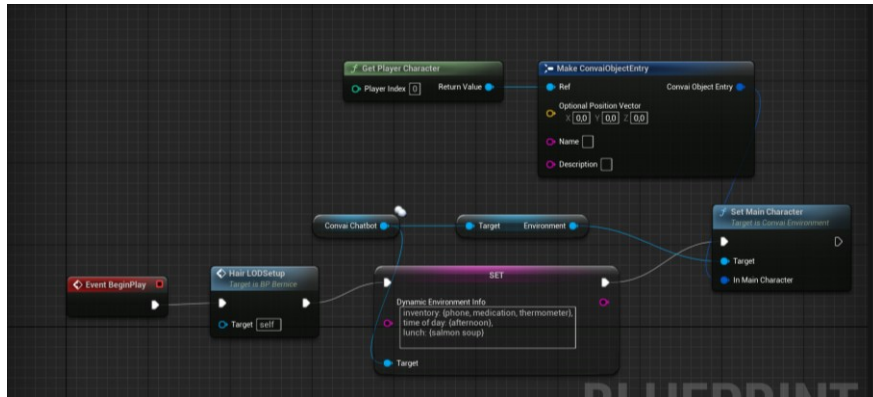 Get Player Character
Player Index 0
Return Value
Make ConvaiObjectEntry
Ref
Convai Object Entry
Optional Position Vector
X 0,0 Y 0,0 Z 0,0
Name
Description
Set Main Character
Target is Convai Environment
Target
In Main Character
Convai Chatbot
Target
Environment
Event BeginPlay
Hair LODSetup
Target is BP Bernice
Target self
SET
Dynamic Environment Info
inventory: {phone, medication, thermometer},
time of day: {afternoon},
lunch: {salmon soup}
Target
BLUEPRINT